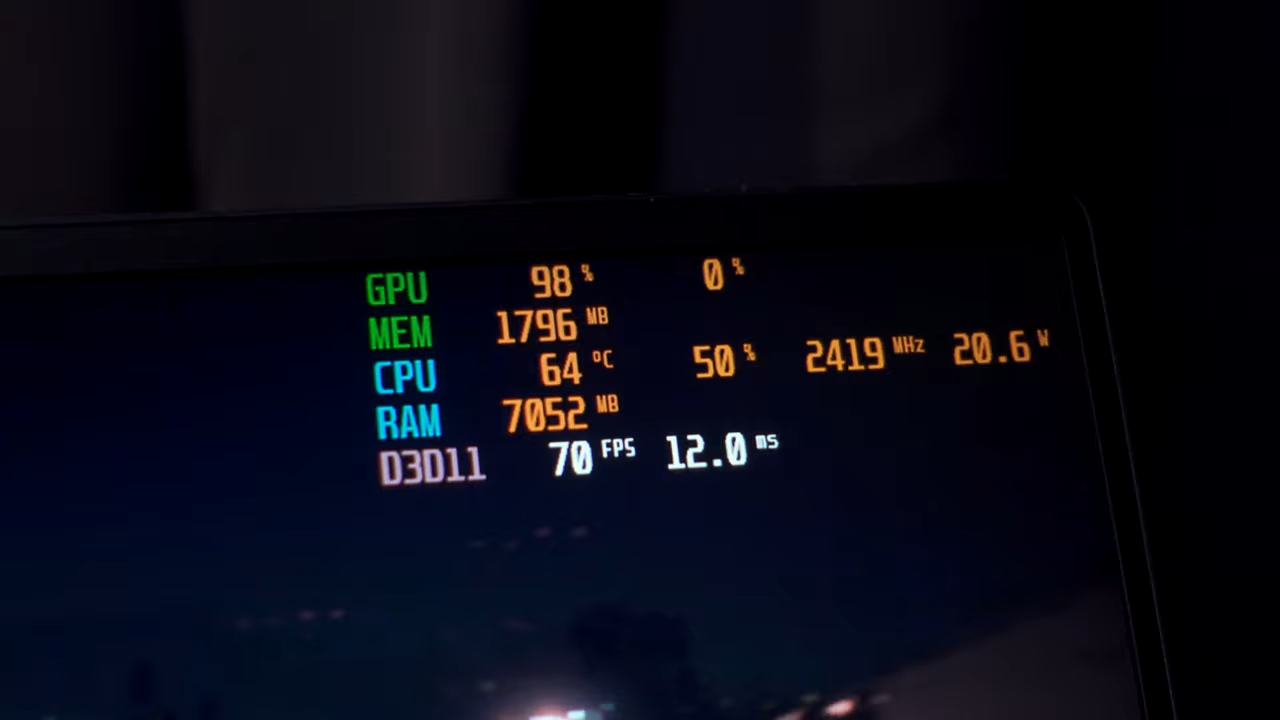 GPU 98 % 0 %
MEM 1796 MB
CPU 64 °C 50 % 2419 MHz 20.6 W
RAM 7052 MB
D3D11 70 FPS 12.0 ms